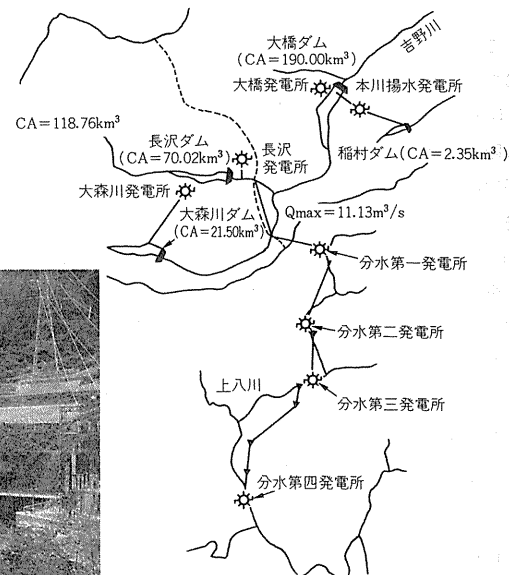 吉野川
大橋ダム
(CA=190.00km³)
大橋発電所
本川揚水発電所
CA=118.76km³
長沢ダム
(CA=70.02km³)
長沢
発電所
稲村ダム(CA=2.35km³)
大森川発電所
大森川ダム
(CA=21.50km³)
Qmax=11.13m³/s
分水第一発電所
分水第二発電所
上八川
分水第三発電所
分水第四発電所